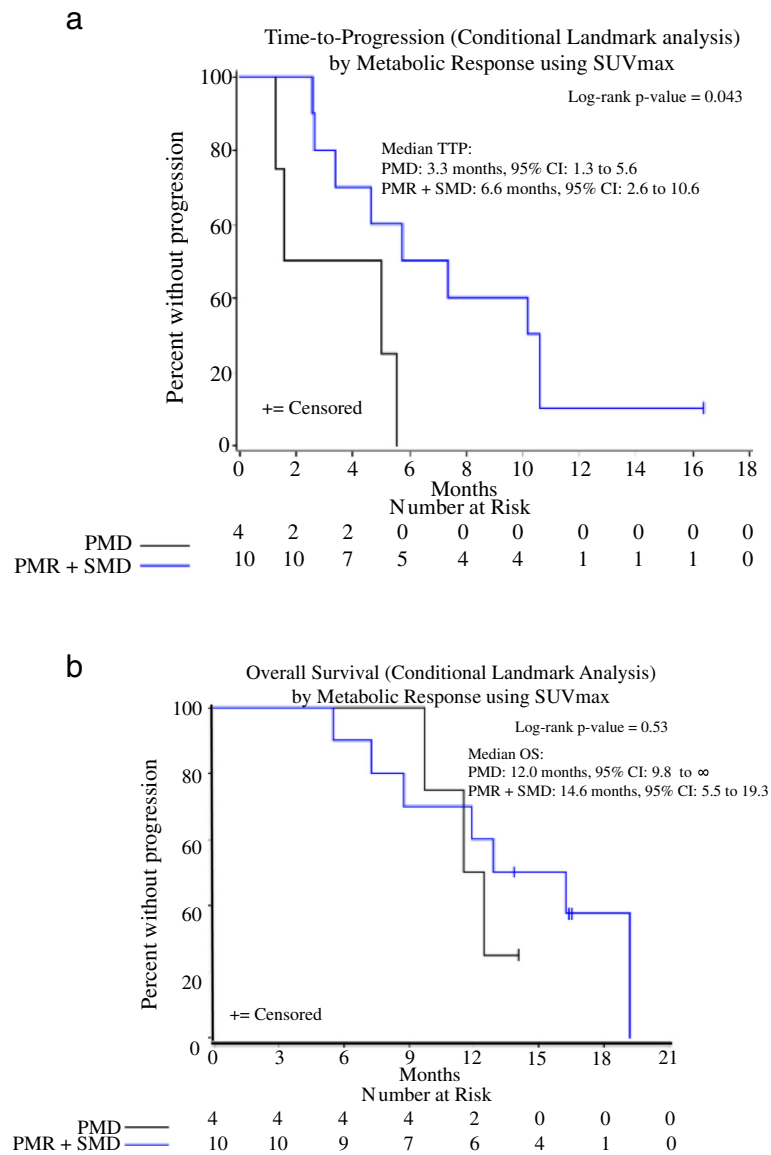 a
Time-to-Progression (Conditional Landmark analysis)
by Metabolic Response using SUVmax
Log-rank p-value = 0.043
Median TTP:
PMD: 3.3 months, 95% CI: 1.3 to 5.6
PMR + SMD: 6.6 months, 95% CI: 2.6 to 10.6
Percent without progression
100
80
60
60
20
0
+= Censored
0 2 4 6 8 10 12 14 16 18
Months
Number at Risk
PMD 4 2 2 0 0 0 0 0 0 0
PMR + SMD 10 10 7 5 4 4 1 1 1 0
b
Overall Survival (Conditional Landmark Analysis)
by Metabolic Response using SUVmax
Log-rank p-value = 0.53
Median OS:
PMD: 12.0 months, 95% CI: 9.8 to ∞
PMR + SMD: 14.6 months, 95% CI: 5.5 to 19.3
Percent without progression
100
80
60
60
20
0
+= Censored
0 3 6 9 12 15 18 21
Months
Number at Risk
PMD 4 4 4 4 2 0 0 0
PMR + SMD 10 10 9 7 6 4 1 0